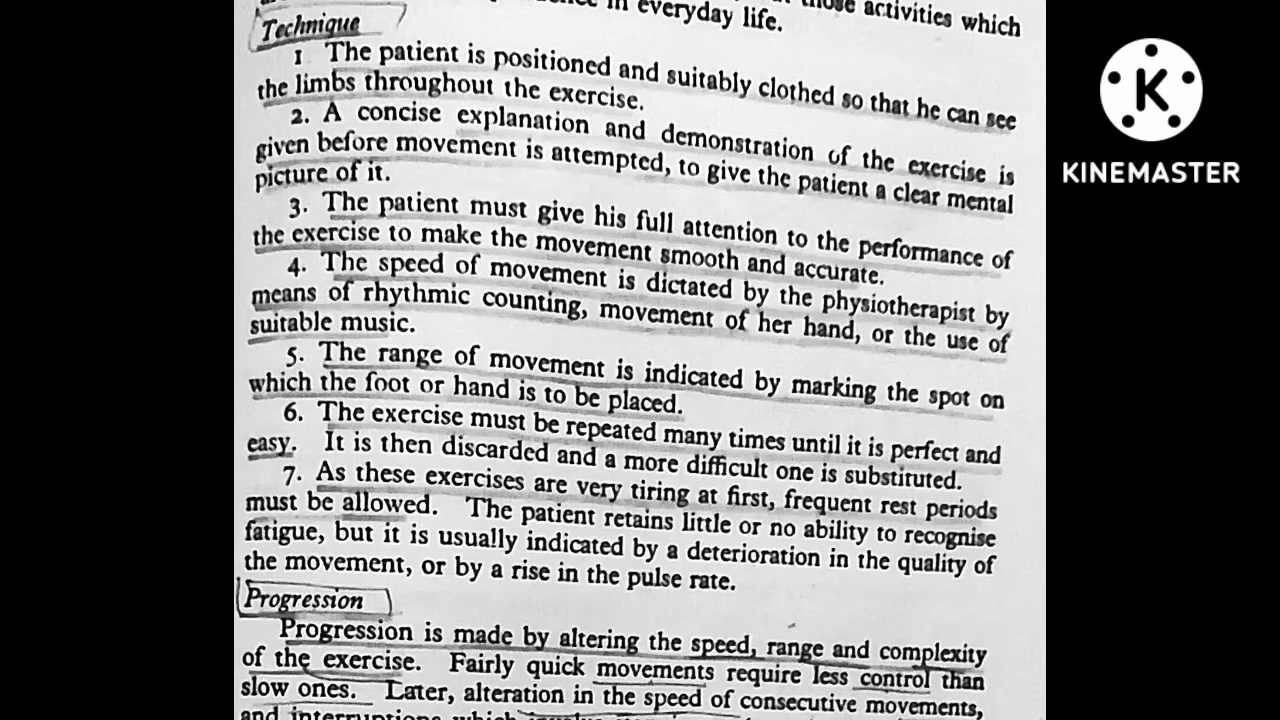 in everyday life.
those activities which
Technique
1 The patient is positioned and suitably clothed so that he can see
the limbs throughout the exercise.
2. A concise explanation and demonstration of the exercise is
given before movement is attempted, to give the patient a clear mental
picture of it.
3. The patient must give his full attention to the performance of
the exercise to make the movement smooth and accurate.
4. The speed of movement is dictated by the physiotherapist by
means of rhythmic counting, movement of her hand, or the use of
suitable music.
5. The range of movement is indicated by marking the spot on
which the foot or hand is to be placed.
6. The exercise must be repeated many times until it is perfect and
easy. It is then discarded and a more difficult one is substituted.
7. As these exercises are very tiring at first, frequent rest periods
must be allowed. The patient retains little or no ability to recognise
fatigue, but it is usually indicated by a deterioration in the quality of
the movement, or by a rise in the pulse rate.
Progression
Progression is made by altering the speed, range and complexity
of the exercise. Fairly quick movements require less control than
slow ones. Later, alteration in the speed of consecutive movements,
and interruptions which involve
K
KINEMASTER